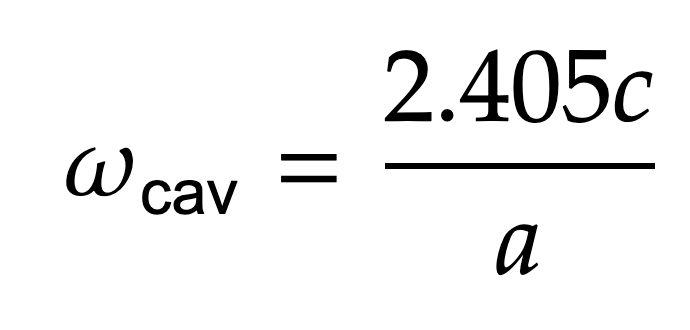 ω_cav = 2.405c / a